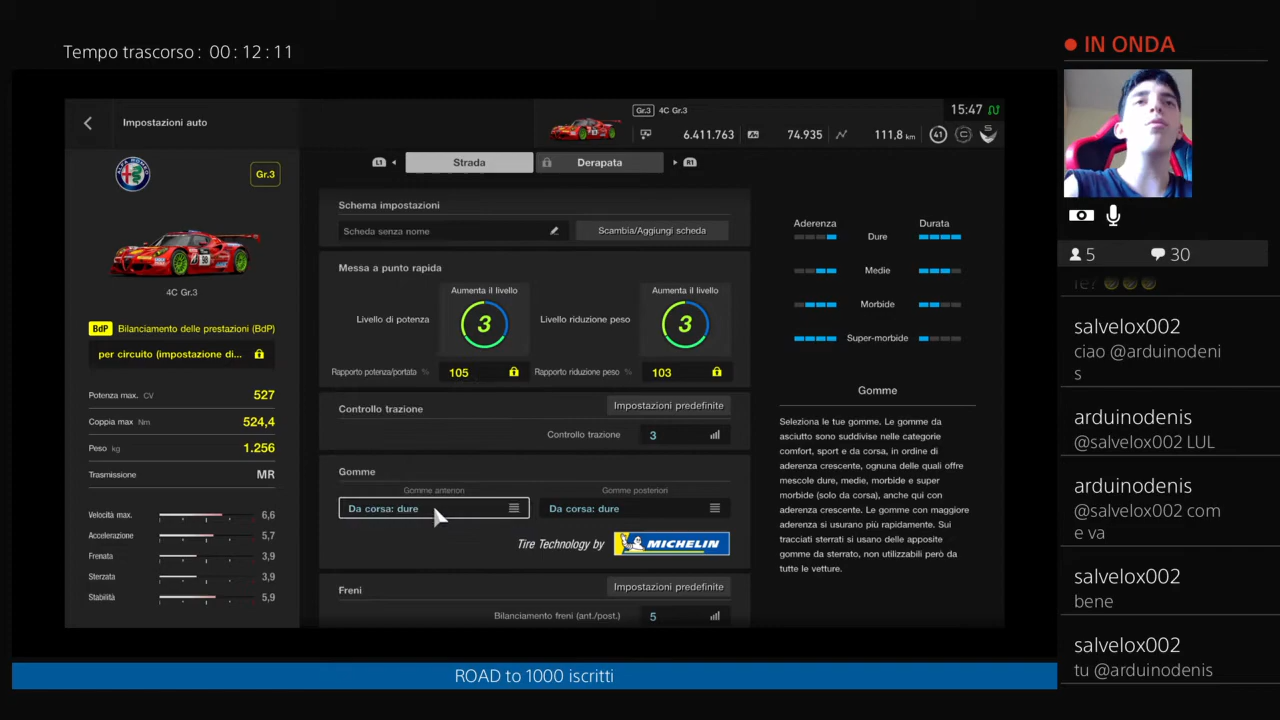 Tempo trascorso: 00:12:11
IN ONDA
Impostazioni auto
Gr.3 4C Gr.3
15:47
6.411.763 74.935 111,8 km 41 C S
L1 Strada Derapata R1
Gr.3
4C Gr.3
BdP Bilanciamento delle prestazioni (BdP)
per circuito (impostazione di...
Potenza max. CV 527
Coppia max Nm 524,4
Peso kg 1.256
Trasmissione MR
Velocità max. 6,6
Accelerazione 5,7
Frenata 3,9
Sterzata 3,9
Stabilità 5,9
Schema impostazioni
Scheda senza nome
Scambia/Aggiungi scheda
Messa a punto rapida
Aumenta il livello
Aumenta il livello
Livello di potenza 3
Livello riduzione peso 3
Rapporto potenza/portata % 105
Rapporto riduzione peso % 103
Controllo trazione
Impostazioni predefinite
Controllo trazione 3
Gomme
Gomme anteriori
Gomme posteriori
Da corsa: dure
Da corsa: dure
Tire Technology by MICHELIN
Freni
Impostazioni predefinite
Bilanciamento freni (ant./post.) 5
Aderenza Durata
Dure
Medie
Morbide
Super-morbide
Gomme
Seleziona le tue gomme. Le gomme da
asciutto sono suddivise nelle categorie
comfort, sport e da corsa, in ordine di
aderenza crescente, ognuna delle quali offre
mescole dure, medie, morbide e super
morbide (solo da corsa), anche qui con
aderenza crescente. Le gomme con maggiore
aderenza si usurano più rapidamente. Sui
tracciati sterrati si usano delle apposite
gomme da sterrato, non utilizzabili però da
tutte le vetture.
5 30
salvelox002
ciao @arduinodeni
s
arduinodenis
@salvelox002 LUL
arduinodenis
@salvelox002 com
e va
salvelox002
bene
salvelox002
tu @arduinodenis
ROAD to 1000 iscritti